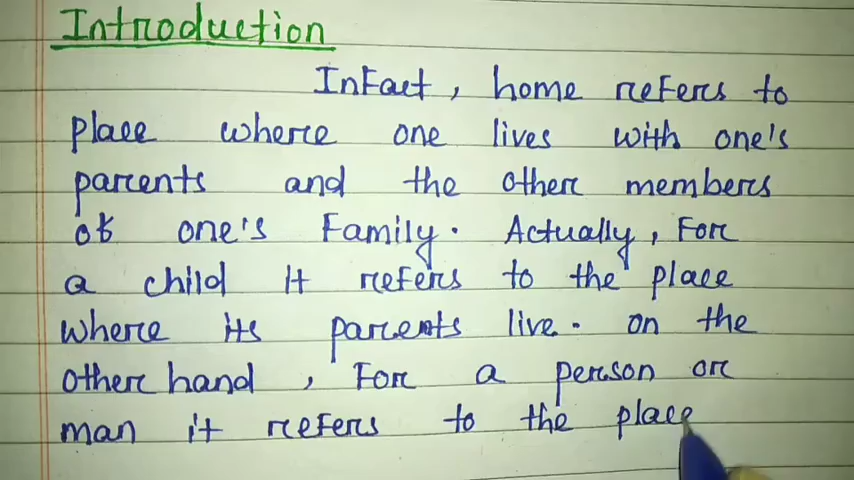 Introduction
InFact, home reFers to
place where one lives with one's
parents and the other members
of one's Family. Actually, For
a child it reFers to the place
where its parents live. on the
other hand, For a person or
man it reFers to the place